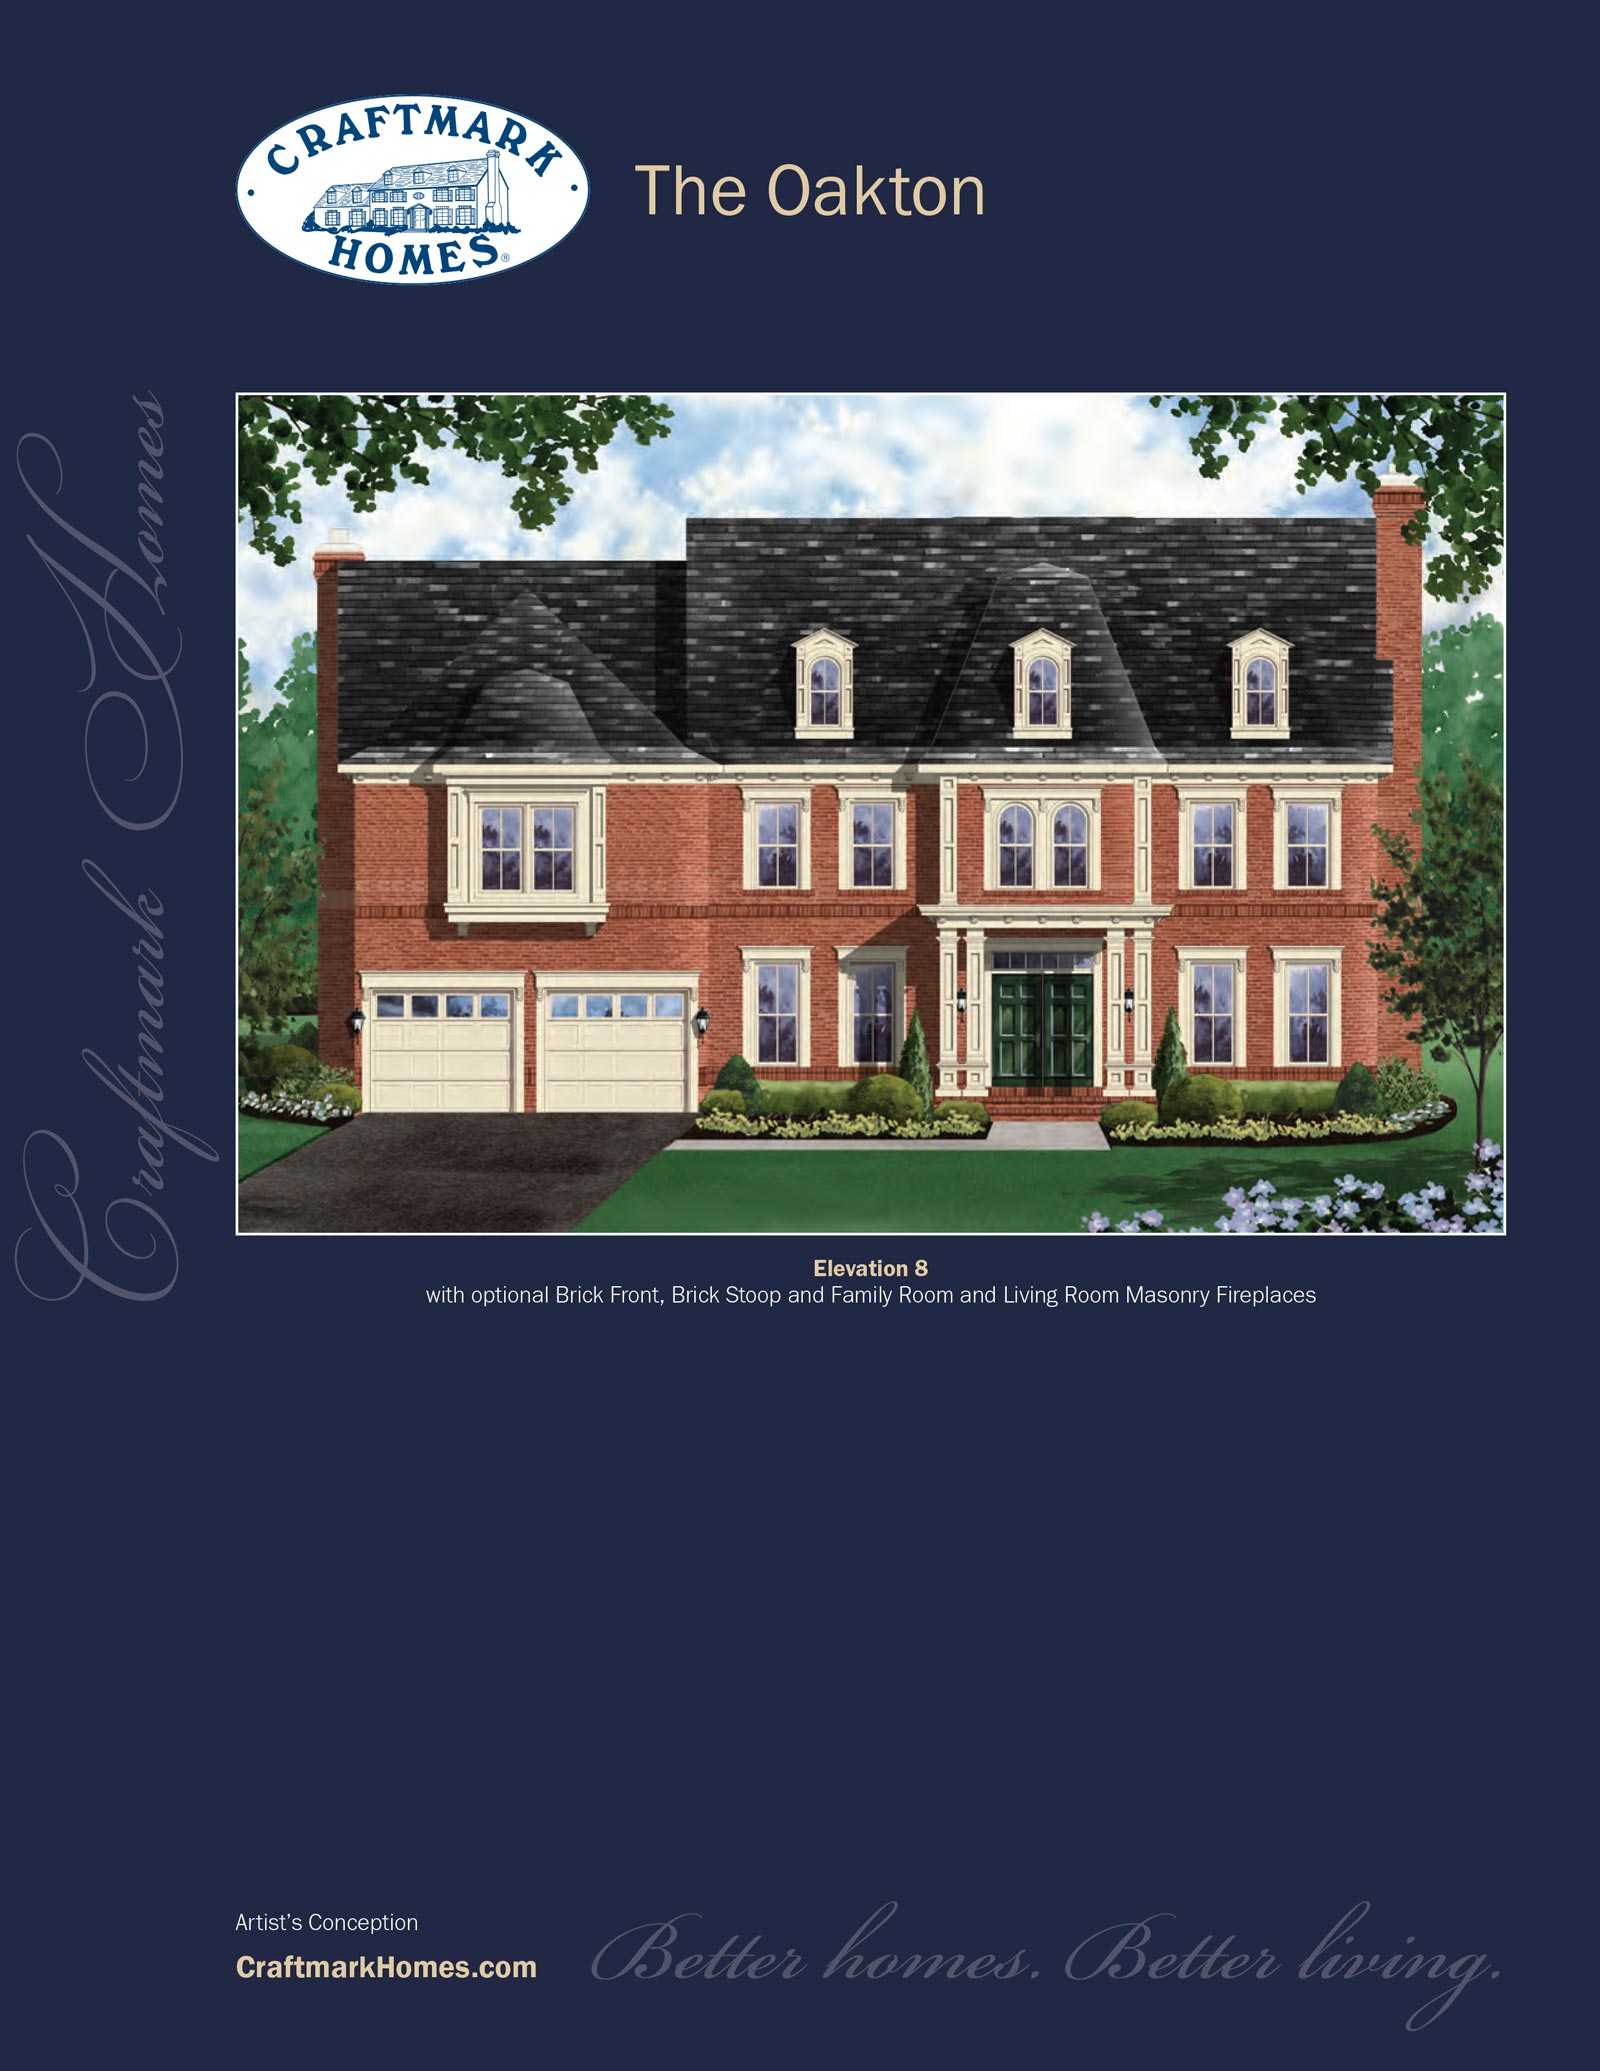 CRAFTMARK
HOMES®
The Oakton
Craftmark Homes
Elevation 8
with optional Brick Front, Brick Stoop and Family Room and Living Room Masonry Fireplaces
Artist’s Conception
CraftmarkHomes.com
Better homes. Better living.